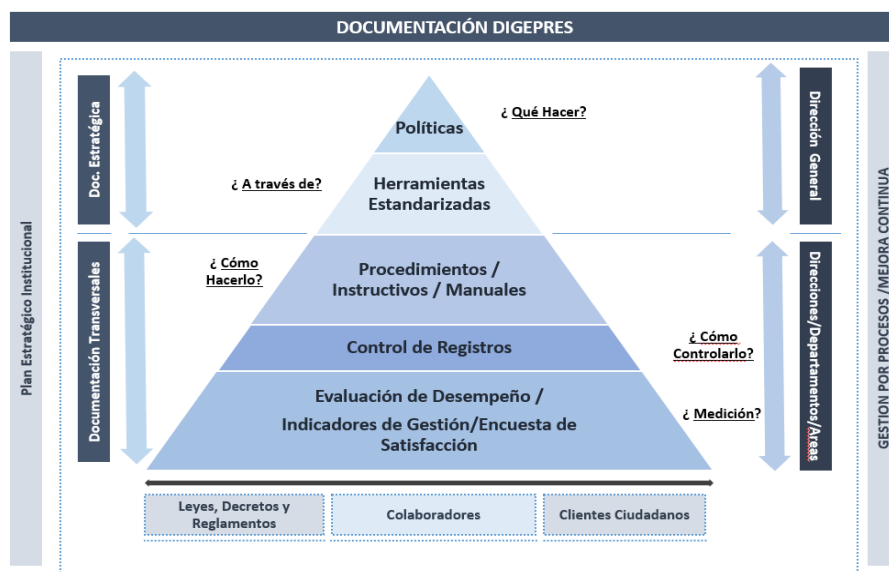 DOCUMENTACIÓN DIGEPRES
Plan Estratégico Institucional
Doc. Estratégica
Documentación Transversales
Políticas
¿ Qué Hacer?
¿ A través de?
Herramientas
Estandarizadas
¿ Cómo
Hacerlo?
Procedimientos /
Instructivos / Manuales
Control de Registros
¿ Cómo
Controlarlo?
Evaluación de Desempeño /
Indicadores de Gestión/Encuesta de
Satisfacción
¿ Medición?
Dirección General
Direcciones/Departamentos/Areas
GESTION POR PROCESOS /MEJORA CONTINUA
Leyes, Decretos y
Reglamentos
Colaboradores
Clientes Ciudadanos